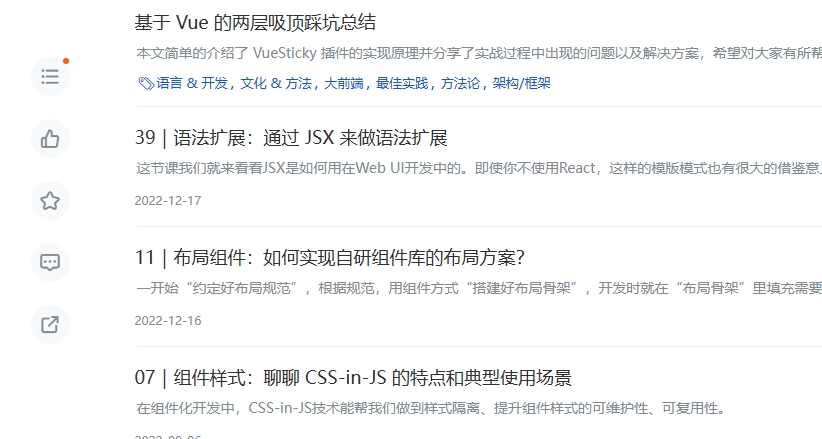 基于 Vue 的两层吸顶踩坑总结
本文简单的介绍了 VueSticky 插件的实现原理并分享了实战过程中出现的问题以及解决方案，希望对大家有所帮
语言 & 开发，文化 & 方法，大前端，最佳实践，方法论，架构/框架
39 | 语法扩展：通过 JSX 来做语法扩展
这节课我们就来看看JSX是如何用在Web UI开发中的。即使你不使用React，这样的模版模式也有很大的借鉴意
2022-12-17
11 | 布局组件：如何实现自研组件库的布局方案？
一开始“约定好布局规范”，根据规范，用组件方式“搭建好布局骨架”，开发时就在“布局骨架”里填充需要
2022-12-16
07 | 组件样式：聊聊 CSS-in-JS 的特点和典型使用场景
在组件化开发中，CSS-in-JS技术能帮我们做到样式隔离、提升组件样式的可维护性、可复用性。